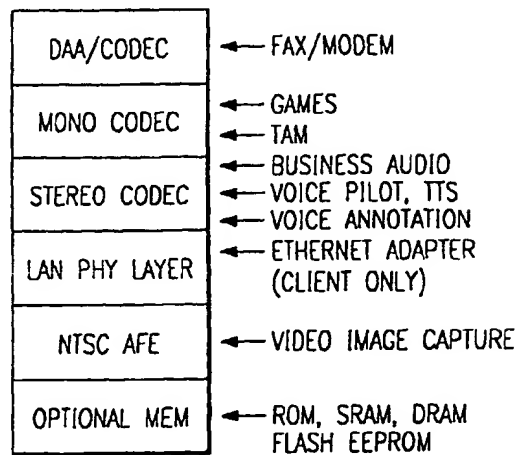 DAA/CODEC
FAX/MODEM
MONO CODEC
GAMES
TAM
STEREO CODEC
BUSINESS AUDIO
VOICE PILOT, TTS
VOICE ANNOTATION
LAN PHY LAYER
ETHERNET ADAPTER
(CLIENT ONLY)
NTSC AFE
VIDEO IMAGE CAPTURE
OPTIONAL MEM
ROM, SRAM, DRAM
FLASH EEPROM